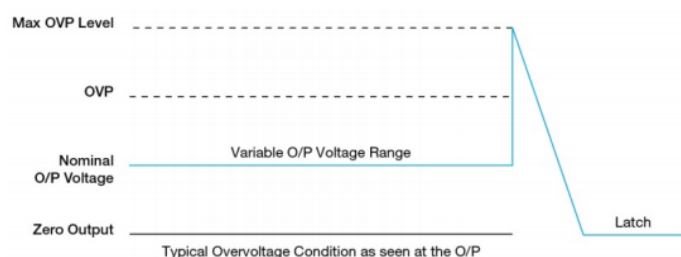 Max OVP Level
OVP
Variable O/P Voltage Range
Nominal
O/P Voltage
Zero Output
Latch
Typical Overvoltage Condition as seen at the O/P